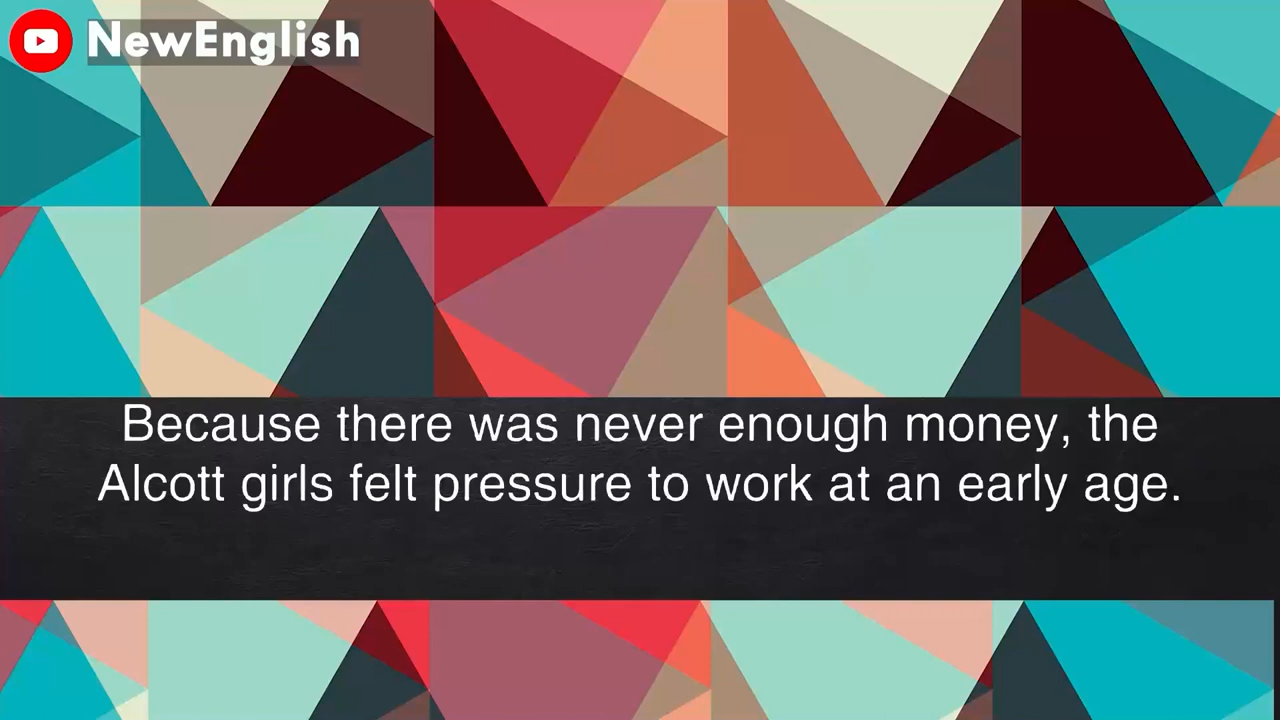 NewEnglish
Because there was never enough money, the
Alcott girls felt pressure to work at an early age.